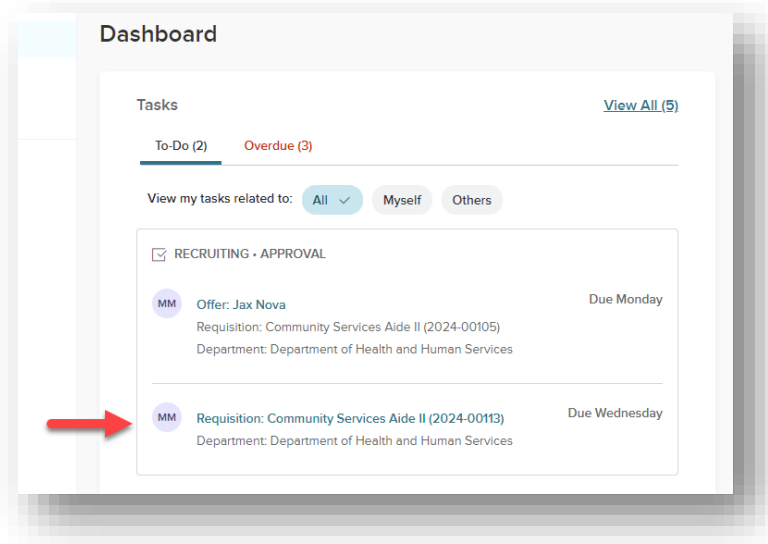 Dashboard
Tasks
View All (5)
To-Do (2)
Overdue (3)
View my tasks related to:
All
Myself
Others
RECRUITING • APPROVAL
MM
Offer: Jax Nova
Due Monday
Requisition: Community Services Aide II (2024-00105)
Department: Department of Health and Human Services
MM
Requisition: Community Services Aide II (2024-00113)
Due Wednesday
Department: Department of Health and Human Services